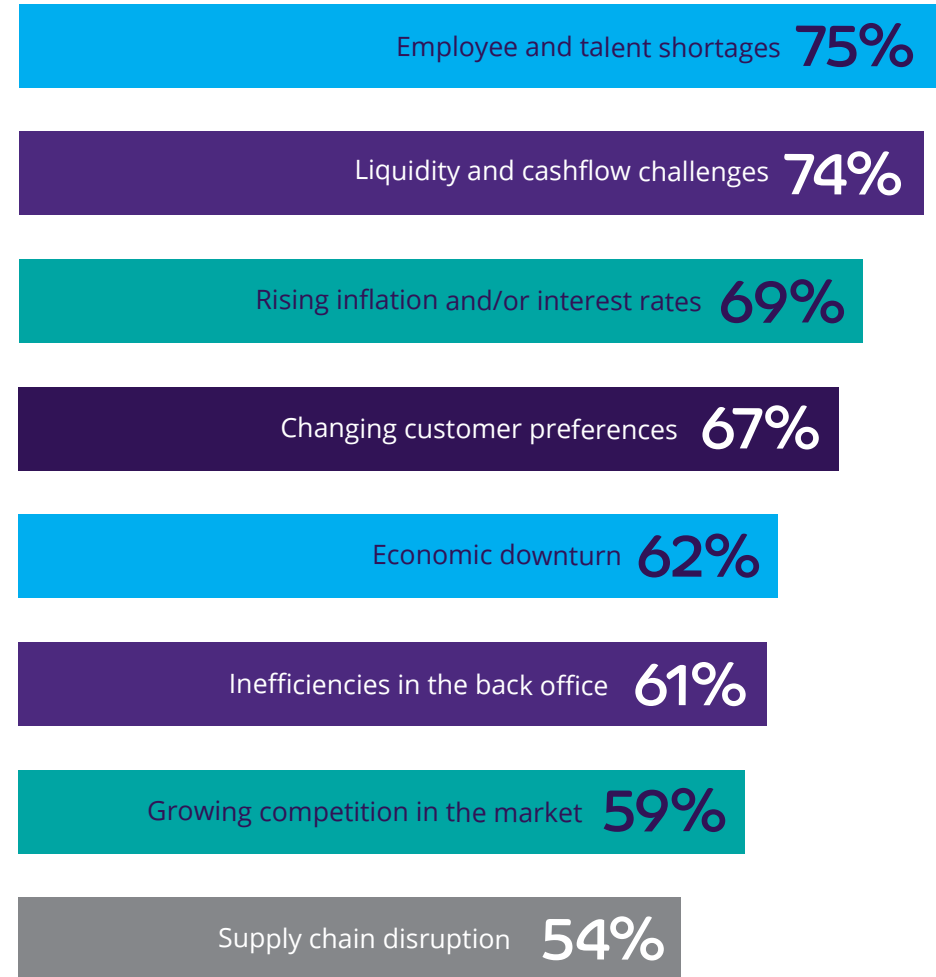 Employee and talent shortages 75%
Liquidity and cashflow challenges 74%
Rising inflation and/or interest rates 69%
Changing customer preferences 67%
Economic downturn 62%
Inefficiencies in the back office 61%
Growing competition in the market 59%
Supply chain disruption 54%